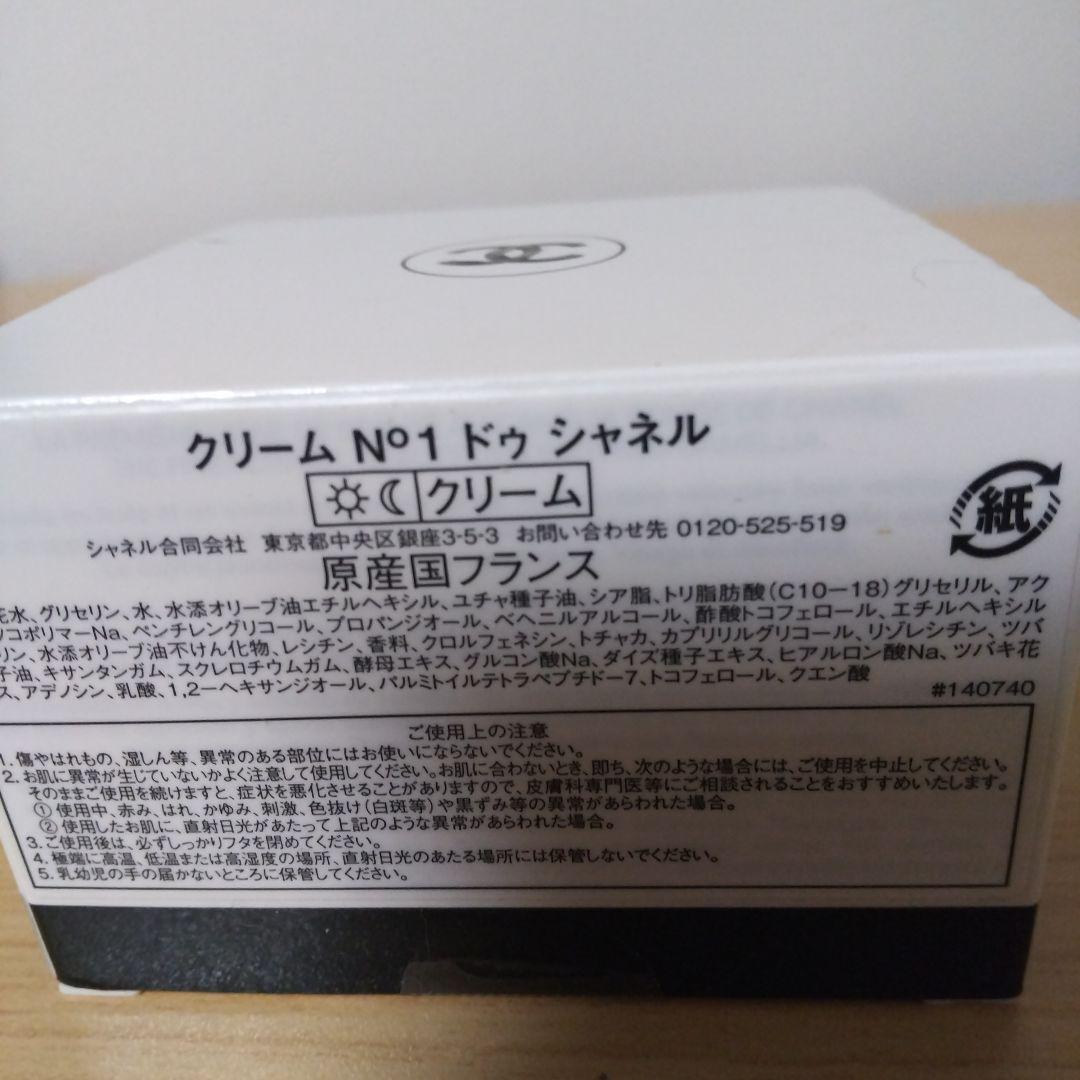 クリーム Nº1 ドゥ シャネル
クリーム
シャネル合同会社 東京都中央区銀座3-5-3 お問い合わせ先 0120-525-519
原産国フランス
紙
花水、グリセリン、水、水添オリーブ油エチルヘキシル、ユチャ種子油、シア脂、トリ脂肪酸(C10－18)グリセリル、アク
コポリマーNa、ペンチレングリコール、プロパンジオール、ベヘニルアルコール、酢酸トコフェロール、エチルヘキシル
リン、水添オリーブ油不けん化物、レシチン、香料、クロルフェネシン、トチャカ、カプリリルグリコール、リゾレシチン、ツバ
子油、キサンタンガム、スクレロチウムガム、酵母エキス、グルコン酸Na、ダイズ種子エキス、ヒアルロン酸Na、ツバキ花
ス、アデノシン、乳酸、1,2－ヘキサンジオール、パルミトイルテトラペプチド－7、トコフェロール、クエン酸
#140740
ご使用上の注意
1. 傷やはれもの、湿しん等、異常のある部位にはお使いにならないでください。
2. お肌に異常が生じていないかよく注意して使用してください。お肌に合わないとき、即ち、次のような場合には、ご使用を中止してください。
そのままご使用を続けますと、症状を悪化させることがありますので、皮膚科専門医等にご相談されることをおすすめいたします。
① 使用中、赤み、はれ、かゆみ、刺激、色抜け(白斑等)や黒ずみ等の異常があらわれた場合。
② 使用したお肌に、直射日光があたって上記のような異常があらわれた場合。
3. ご使用後は、必ずしっかりフタを閉めてください。
4. 極端に高温、低温または高湿度の場所、直射日光のあたる場所には保管しないでください。
5. 乳幼児の手の届かないところに保管してください。